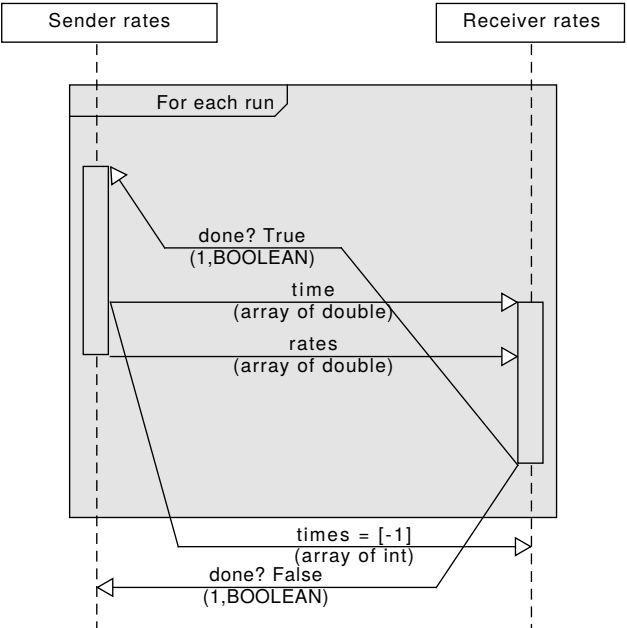 Sender rates
Receiver rates
For each run
done? True
(1,BOOLEAN)
time
(array of double)
rates
(array of double)
times = [-1]
(array of int)
done? False
(1,BOOLEAN)